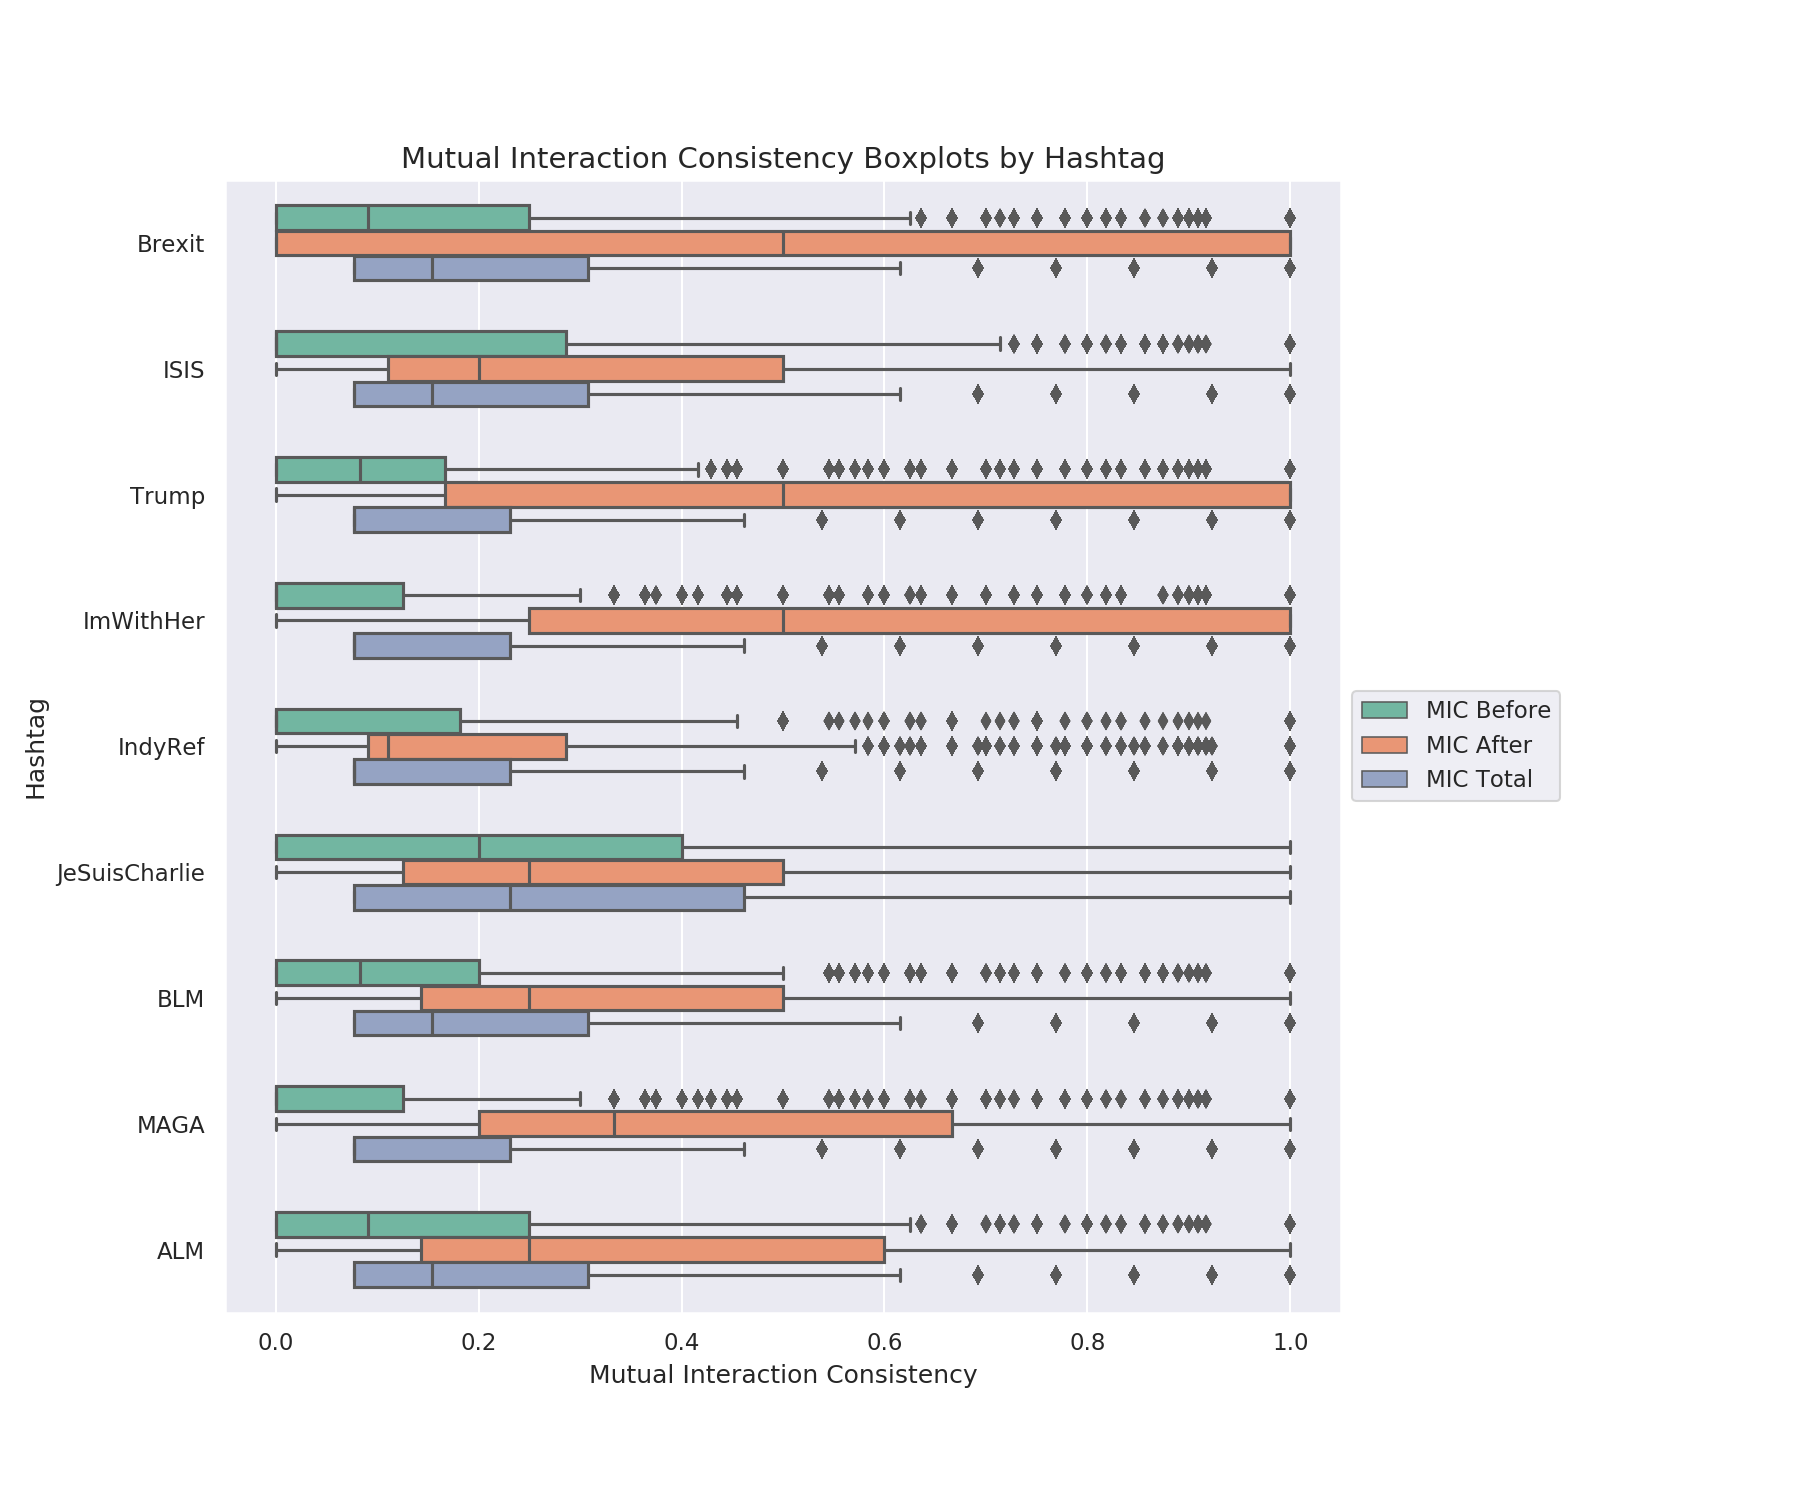 Mutual Interaction Consistency Boxplots by Hashtag
Hashtag
Brexit
ISIS
Trump
ImWithHer
IndyRef
JeSuisCharlie
BLM
MAGA
ALM
MIC Before
MIC After
MIC Total
0.0 0.2 0.4 0.6 0.8 1.0
Mutual Interaction Consistency